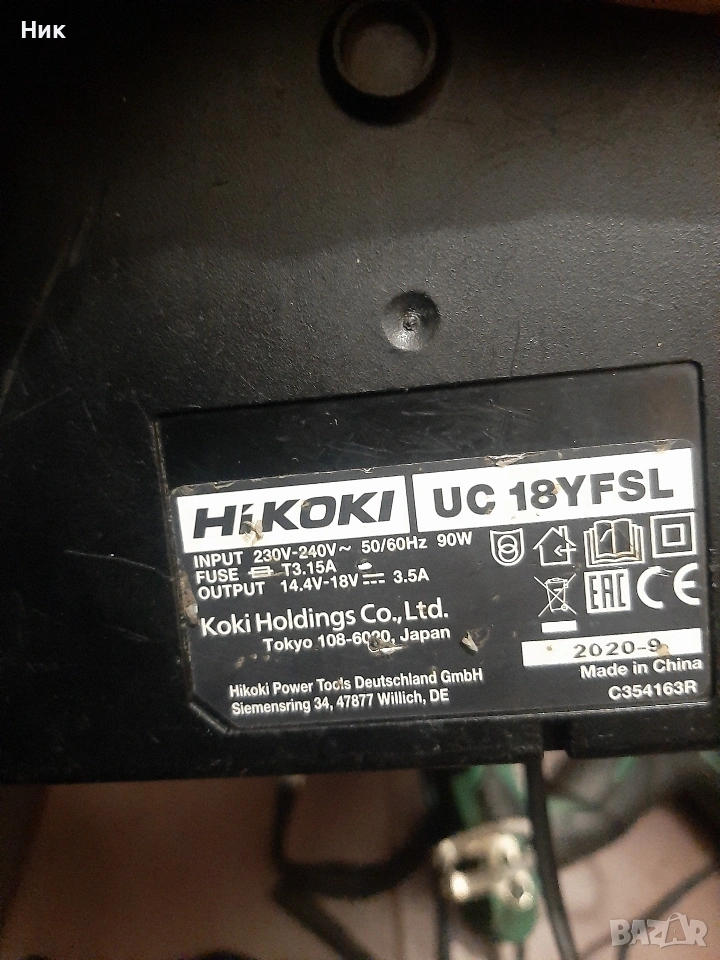 Ник
HiKOKI
UC 18YFSL
INPUT 230V-240V~ 50/60Hz 90W
FUSE T3.15A
OUTPUT 14.4V-18V 3.5A
Koki Holdings Co., Ltd.
Tokyo 108-6020, Japan
Hikoki Power Tools Deutschland GmbH
Siemensring 34, 47877 Willich, DE
EAC
CE
2020-9
Made in China
C354163R
BAZAR